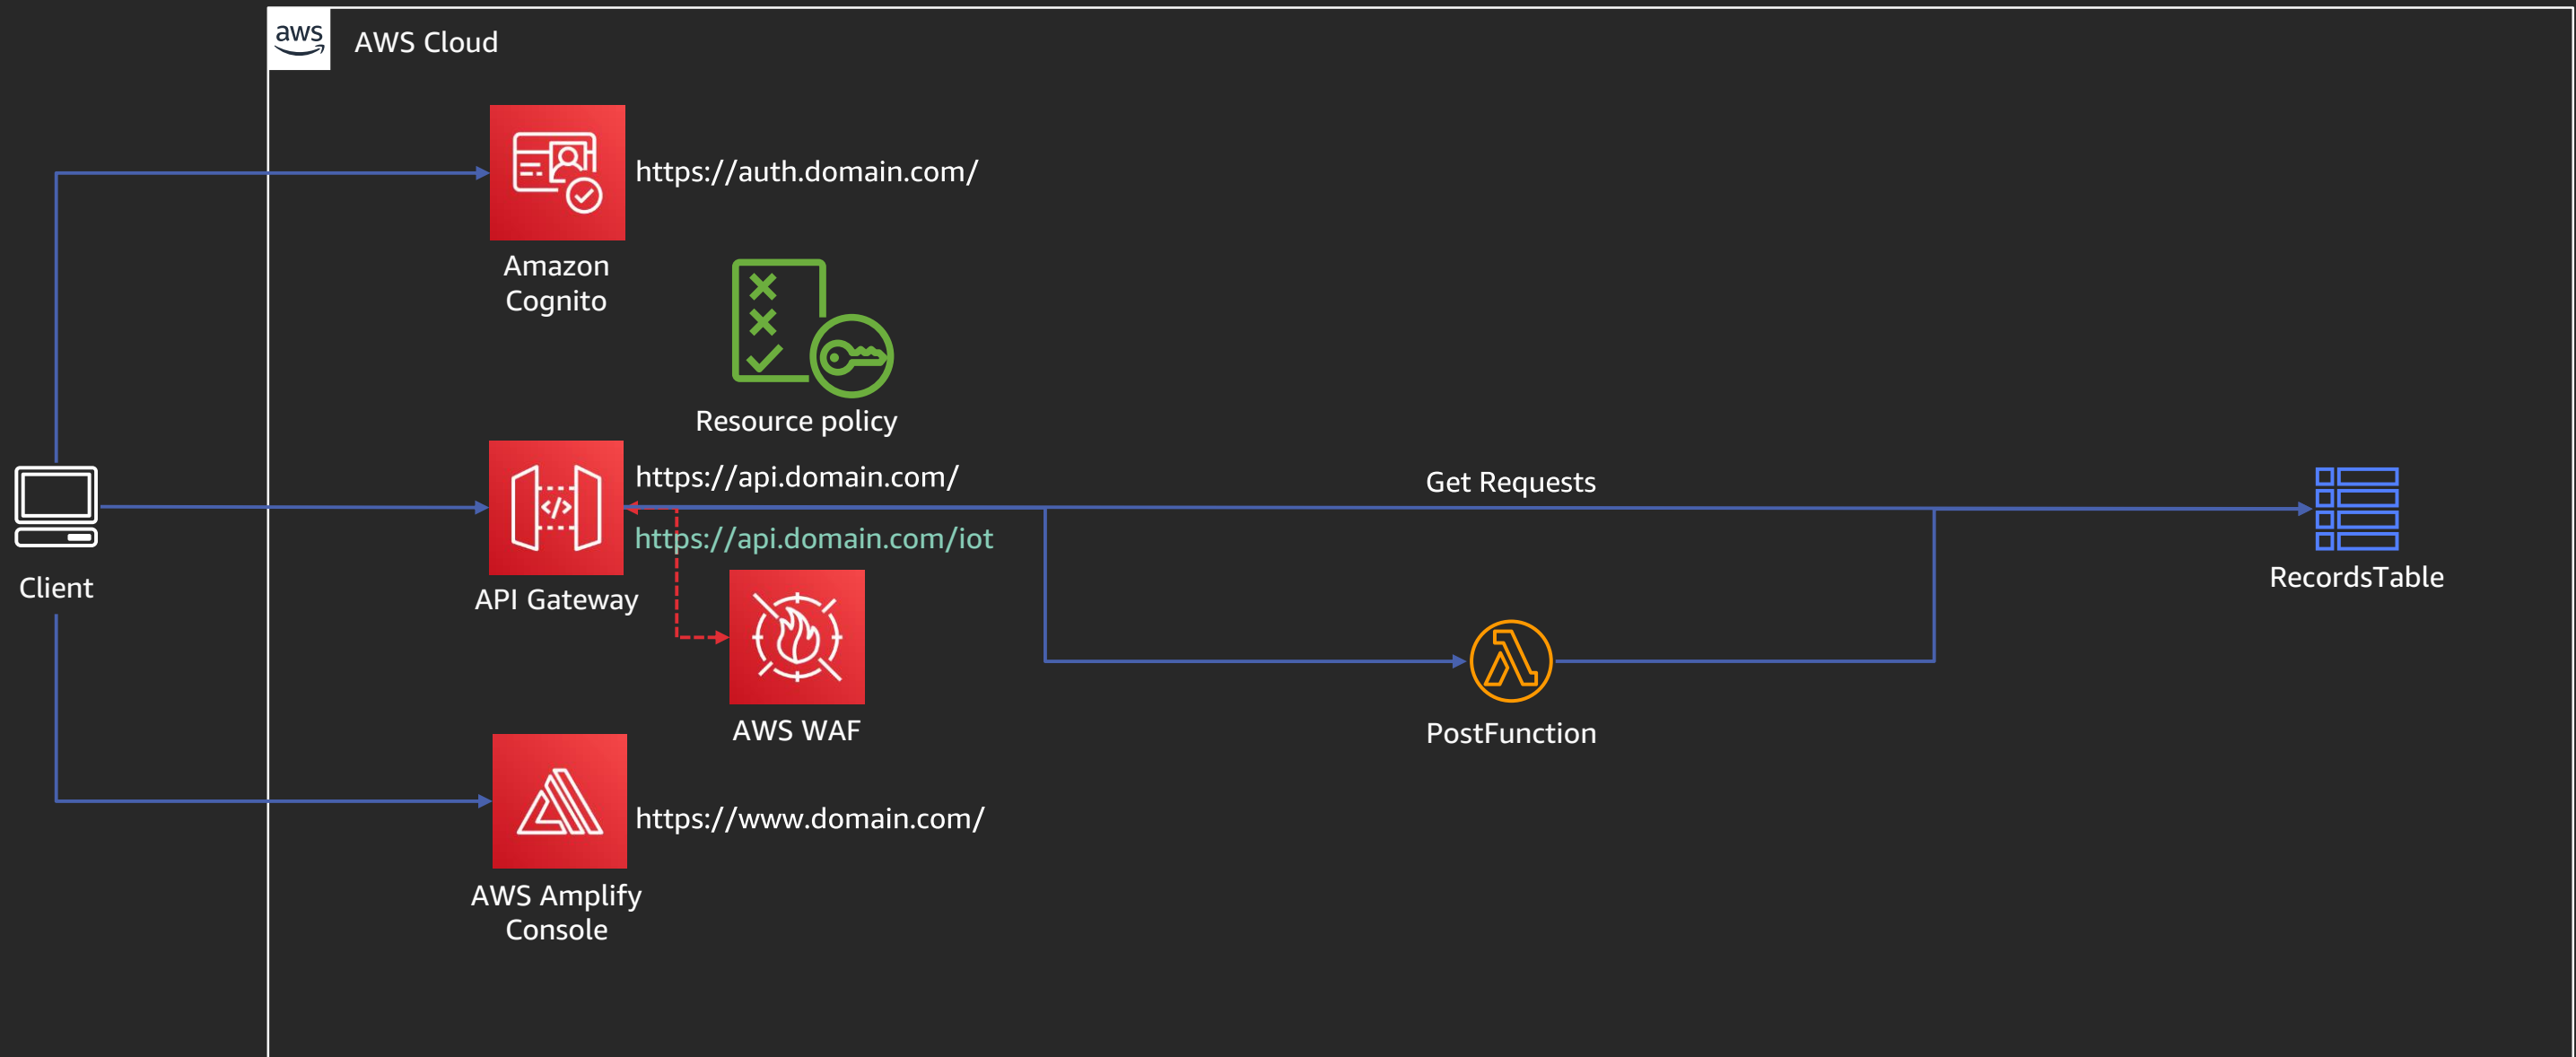 aws
AWS Cloud
https://auth.domain.com/
Amazon
Cognito
Resource policy
https://api.domain.com/
Get Requests
https://api.domain.com/iot
Client
API Gateway
RecordsTable
AWS WAF
PostFunction
https://www.domain.com/
AWS Amplify
Console